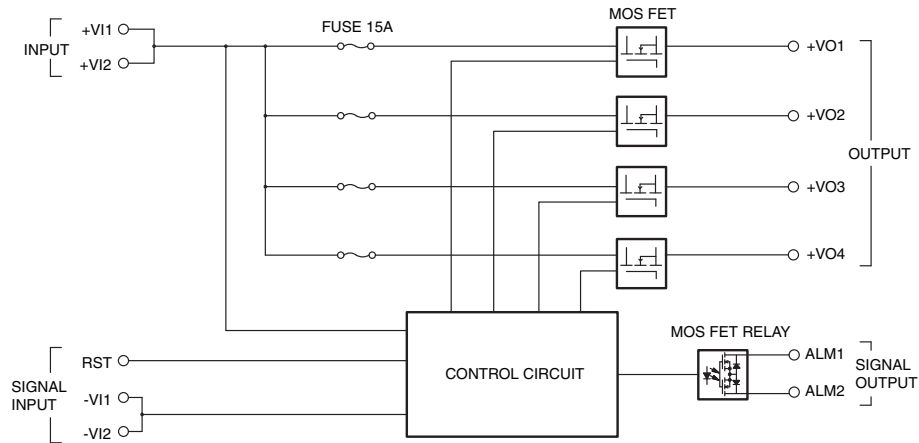 FUSE 15A
MOS FET
+VI1
INPUT
+VI2
+VO1
+VO2
OUTPUT
+VO3
+VO4
MOS FET RELAY
RST
CONTROL CIRCUIT
ALM1
SIGNAL
OUTPUT
ALM2
SIGNAL
INPUT
-VI1
-VI2